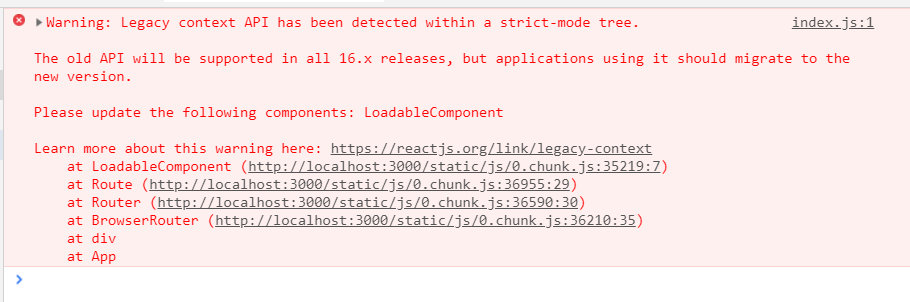 Warning: Legacy context API has been detected within a strict-mode tree. index.js:1
The old API will be supported in all 16.x releases, but applications using it should migrate to the
new version.
Please update the following components: LoadableComponent
Learn more about this warning here: https://reactjs.org/link/legacy-context
at LoadableComponent (http://localhost:3000/static/js/0.chunk.js:35219:7)
at Route (http://localhost:3000/static/js/0.chunk.js:36955:29)
at Router (http://localhost:3000/static/js/0.chunk.js:36590:30)
at BrowserRouter (http://localhost:3000/static/js/0.chunk.js:36210:35)
at div
at App